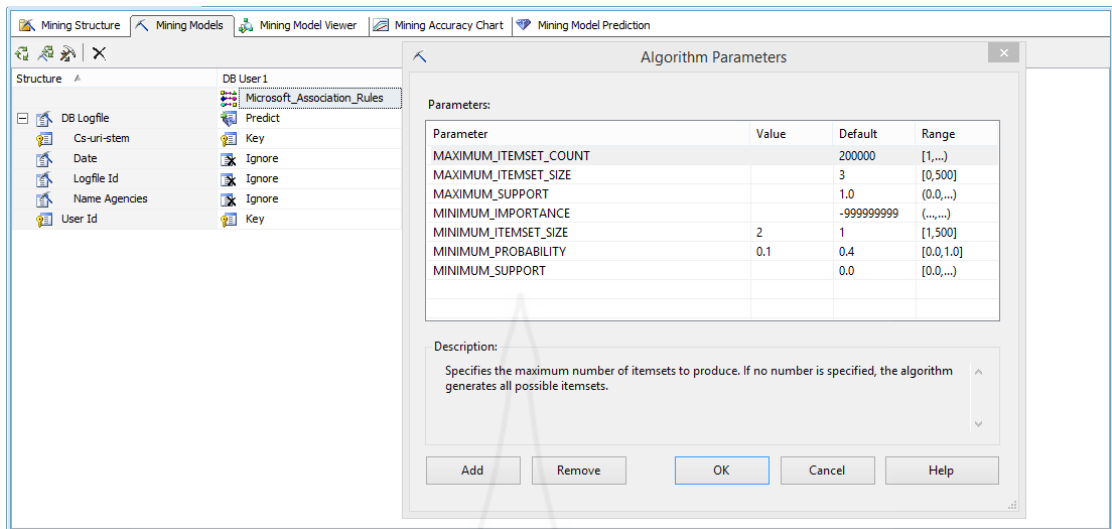 Mining Structure Mining Models Mining Model Viewer Mining Accuracy Chart Mining Model Prediction
Structure DB User1
Microsoft_Association_Rules
DB Logfile Predict
Cs-uri-stem Key
Date Ignore
Logfile Id Ignore
Name Agencies Ignore
User Id Key
Algorithm Parameters
Parameters:
Parameter Value Default Range
MAXIMUM_ITEMSET_COUNT 200000 [1,...)
MAXIMUM_ITEMSET_SIZE 3 [0,500]
MAXIMUM_SUPPORT 1.0 (0.0,...)
MINIMUM_IMPORTANCE -999999999 (...,...)
MINIMUM_ITEMSET_SIZE 2 1 [1,500]
MINIMUM_PROBABILITY 0.1 0.4 [0.0,1.0]
MINIMUM_SUPPORT 0.0 [0.0,...)
Description:
Specifies the maximum number of itemsets to produce. If no number is specified, the algorithm
generates all possible itemsets.
Add Remove OK Cancel Help